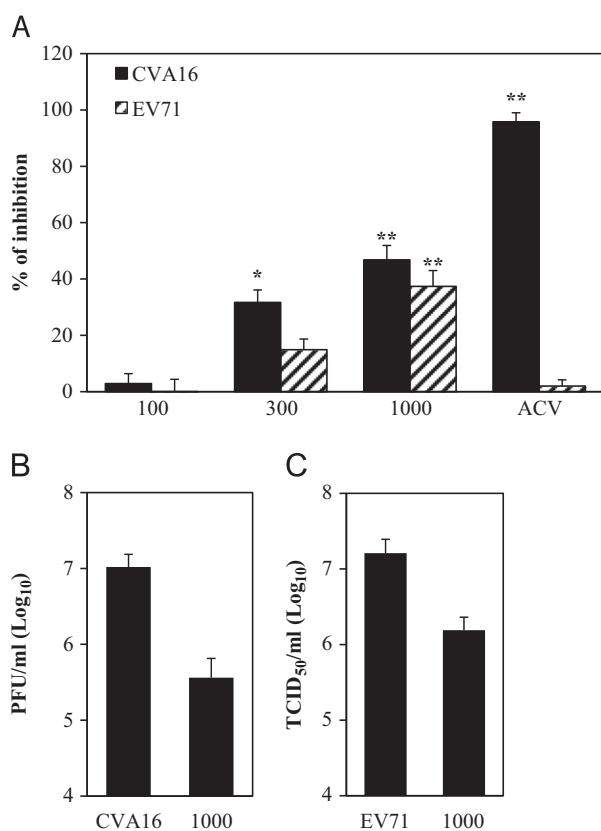 A
120
100
80
60
40
20
0
% of inhibition
CVA16
EV71
*
**
**
**
100 300 1000 ACV
B
8
7
6
5
4
PFU/ml (Log10)
CVA16 1000
C
8
7
6
5
4
TCID50/ml (Log10)
EV71 1000